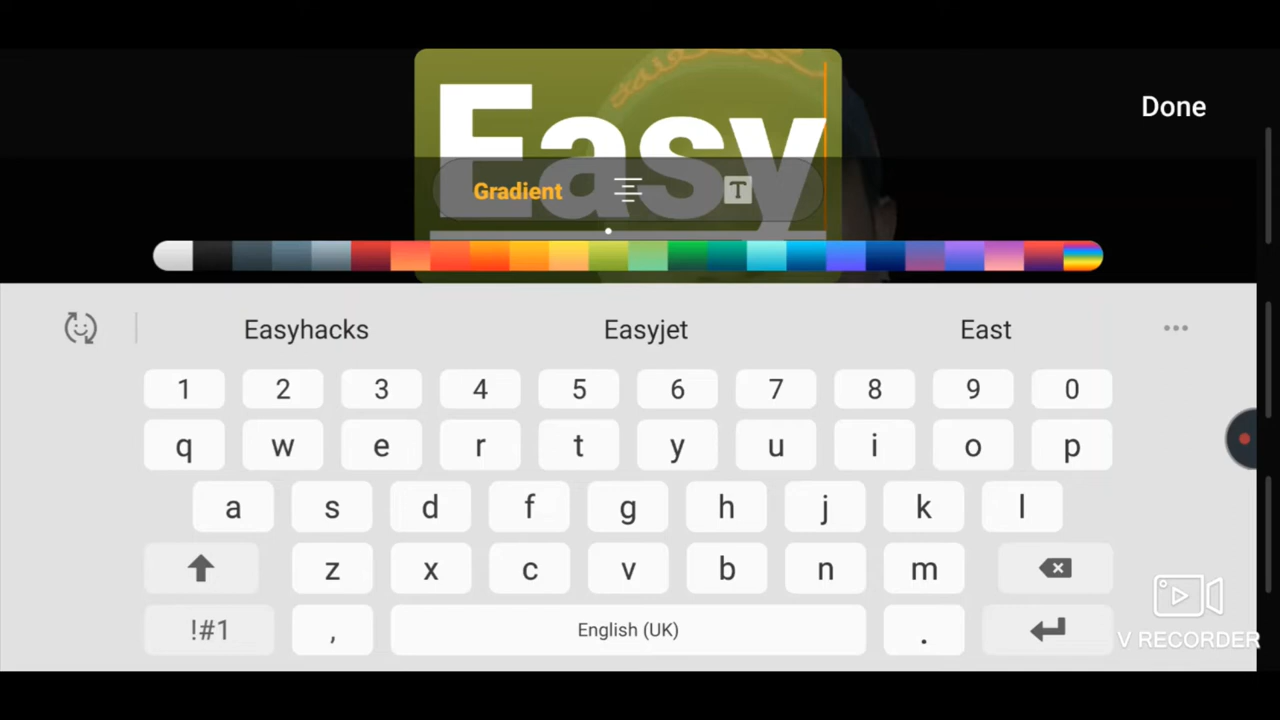 Easy
Done
Gradient
T
Easyhacks Easyjet East
1 2 3 4 5 6 7 8 9 0
q w e r t y u i o p
a s d f g h j k l
z x c v b n m
!#1 , English (UK) .
V RECORDER